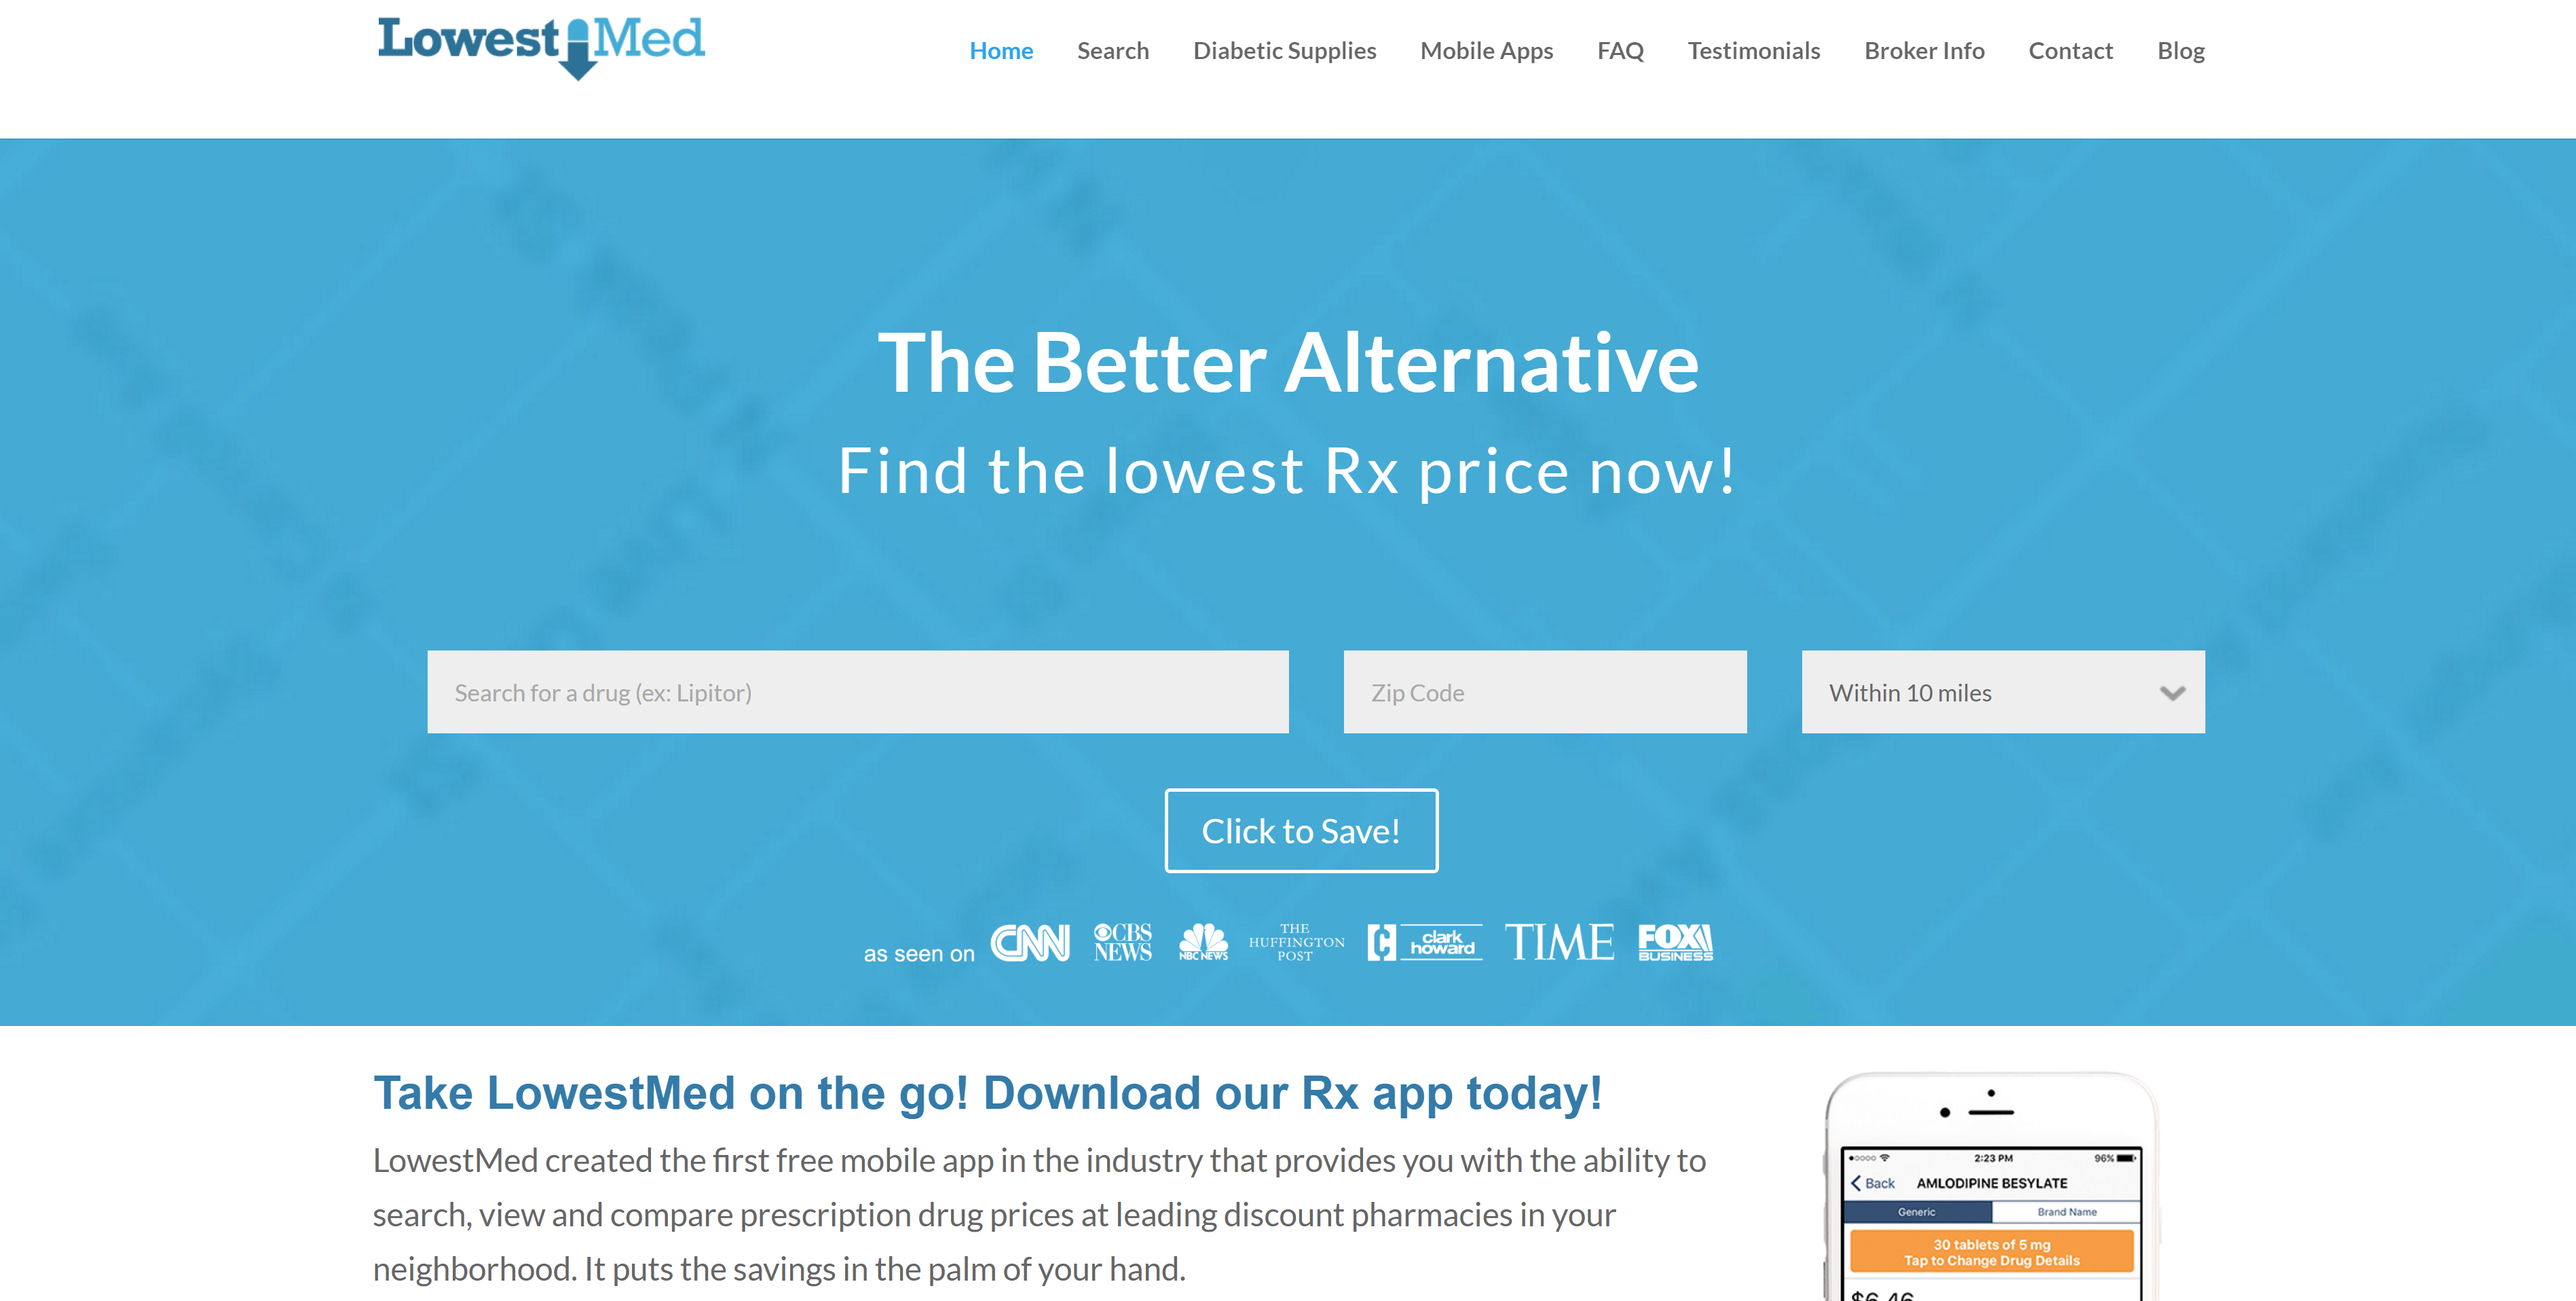 LowestMed
Home Search Diabetic Supplies Mobile Apps FAQ Testimonials Broker Info Contact Blog
The Better Alternative
Find the lowest Rx price now!
Search for a drug (ex: Lipitor) Zip Code Within 10 miles
Click to Save!
as seen on CNN CBS NEWS NBC NEWS THE HUFFINGTON POST clark howard TIME FOX BUSINESS
Take LowestMed on the go! Download our Rx app today!
LowestMed created the first free mobile app in the industry that provides you with the ability to
search, view and compare prescription drug prices at leading discount pharmacies in your
neighborhood. It puts the savings in the palm of your hand.
2:23 PM 96%
Back AMLODIPINE BESYLATE
Generic Brand Name
30 tablets of 5 mg
Tap to Change Drug Details
$6.46